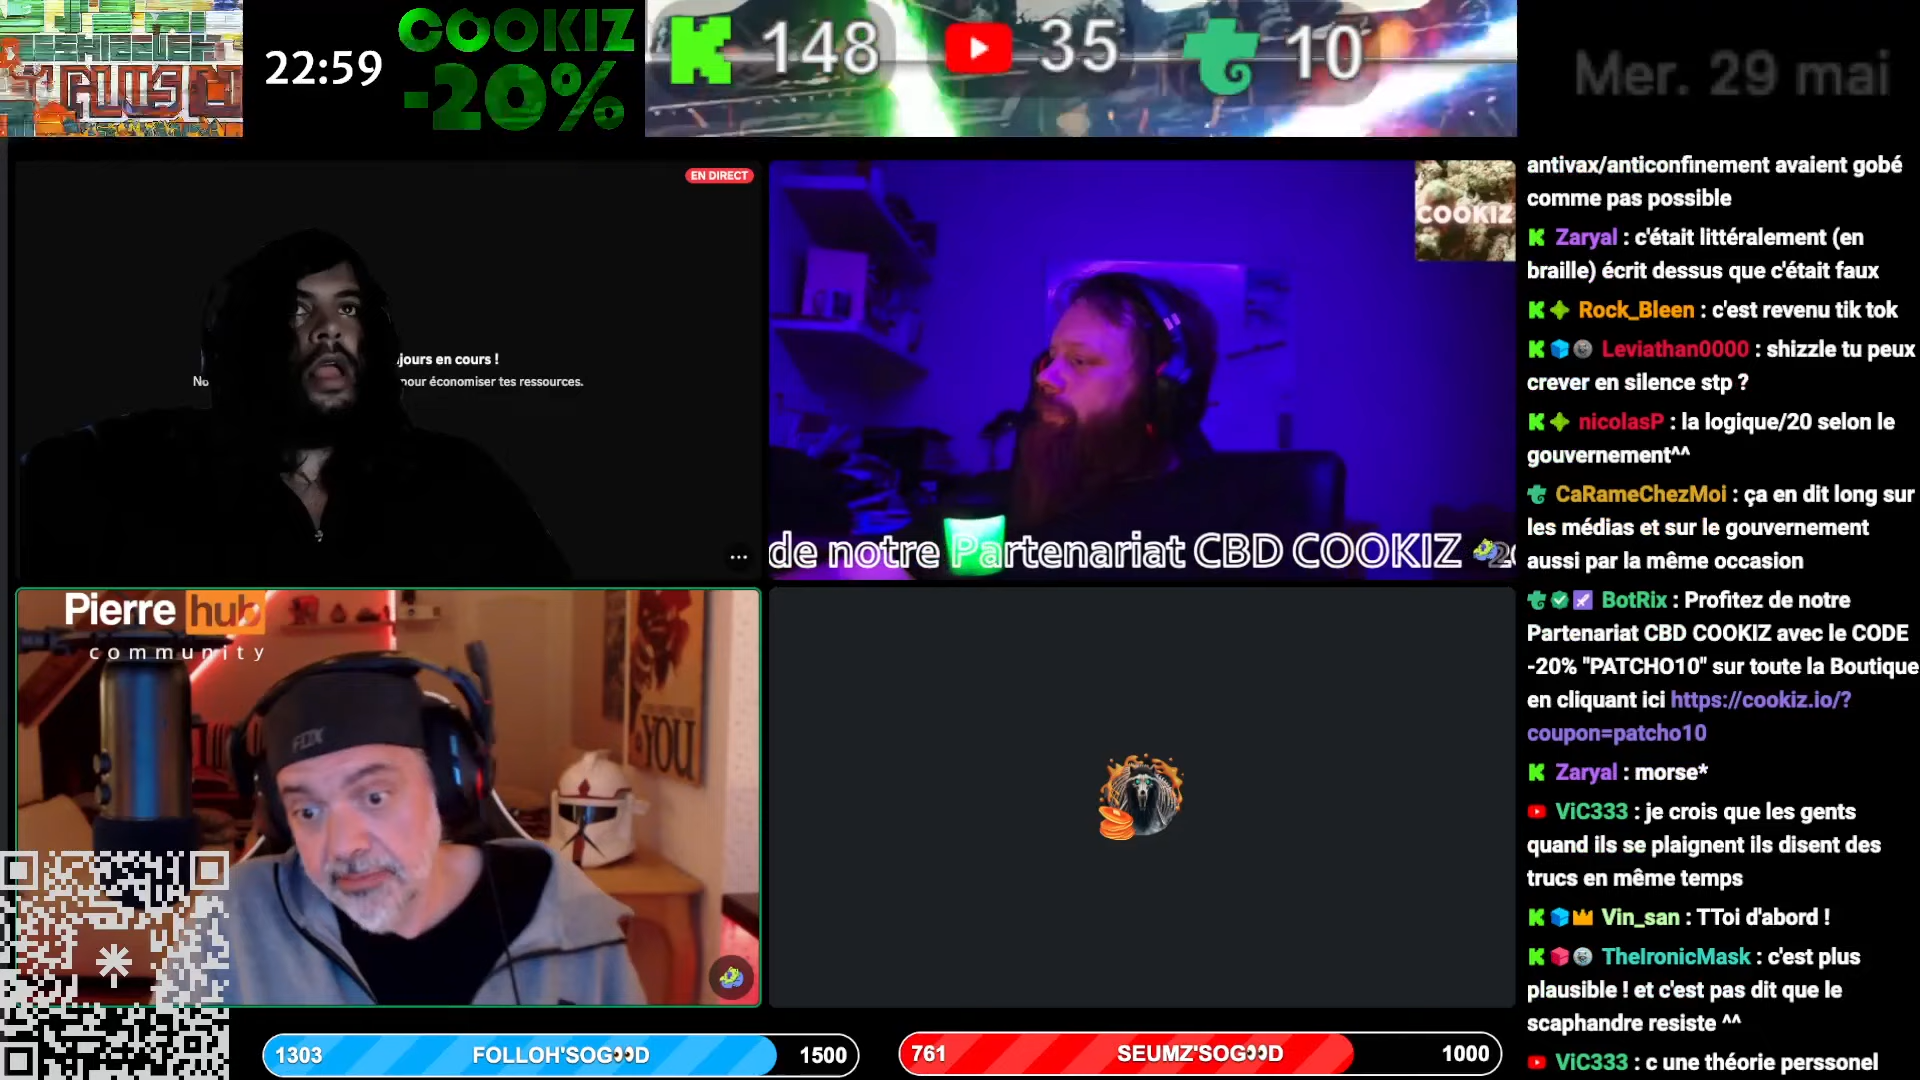 22:59
COOKIZ
-20%
148
35
10
Mer. 29 mai
EN DIRECT
jours en cours !
No
pour économiser tes ressources.
COOKIZ
de notre Partenariat CBD COOKIZ
Pierre hub
community
FOX
YOU
antivax/anticonfinement avaient gobé
comme pas possible
Zaryal : c'était littéralement (en
braille) écrit dessus que c'était faux
Rock_Bleen : c'est revenu tik tok
Leviathan0000 : shizzle tu peux
crever en silence stp ?
nicolasP : la logique/20 selon le
gouvernement^^
CaRameChezMoi : ça en dit long sur
les médias et sur le gouvernement
aussi par la même occasion
BotRix : Profitez de notre
Partenariat CBD COOKIZ avec le CODE
-20% "PATCHO10" sur toute la Boutique
en cliquant ici https://cookiz.io/?
coupon=patcho10
Zaryal : morse*
ViC333 : je crois que les gents
quand ils se plaignent ils disent des
trucs en même temps
Vin_san : TToi d'abord !
TheIronicMask : c'est plus
plausible ! et c'est pas dit que le
scaphandre resiste ^^
ViC333 : c une théorie perssonel
1303 FOLLOH'SOG👀D 1500
761 SEUMZ'SOG👀D 1000